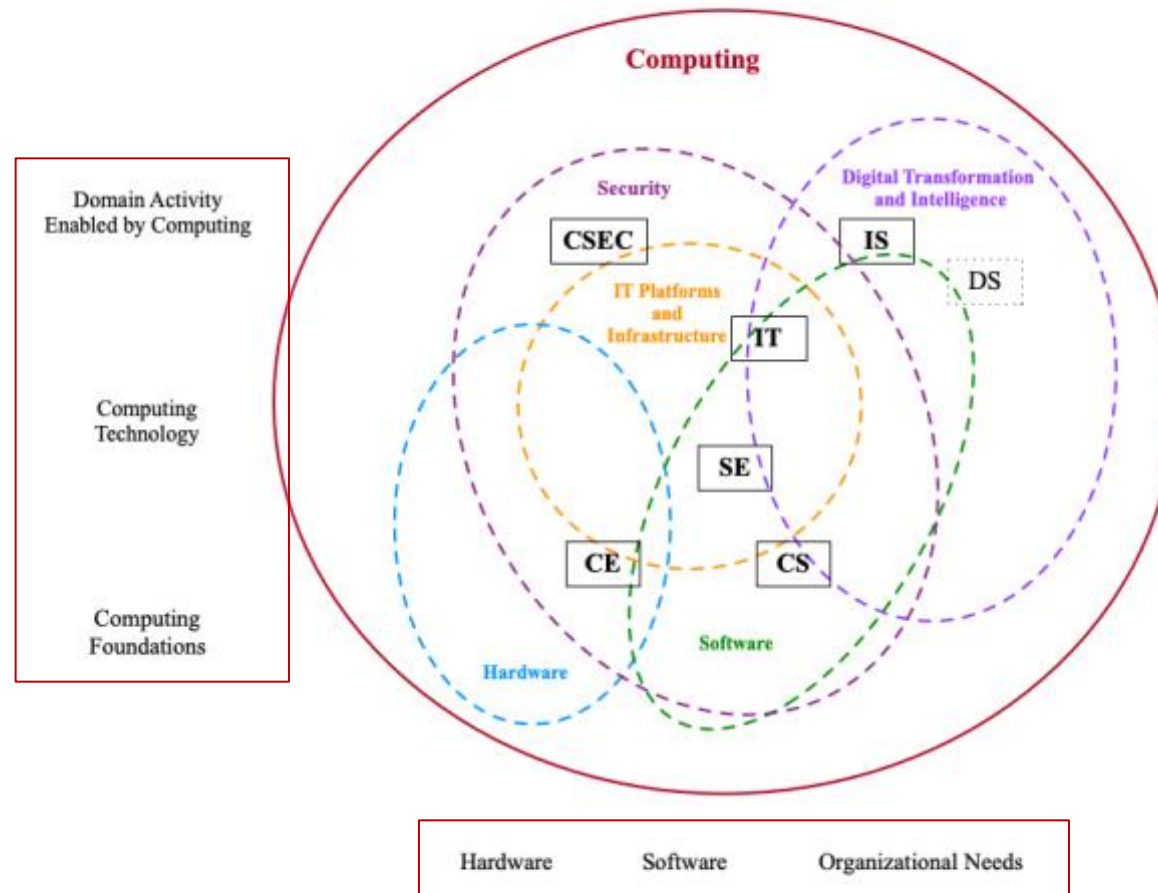 Computing
Domain Activity
Enabled by Computing
Security
Digital Transformation
and Intelligence
CSEC
IS
DS
IT Platforms
and
Infrastructure
IT
Computing
Technology
SE
CE
CS
Computing
Foundations
Software
Hardware
Hardware Software Organizational Needs